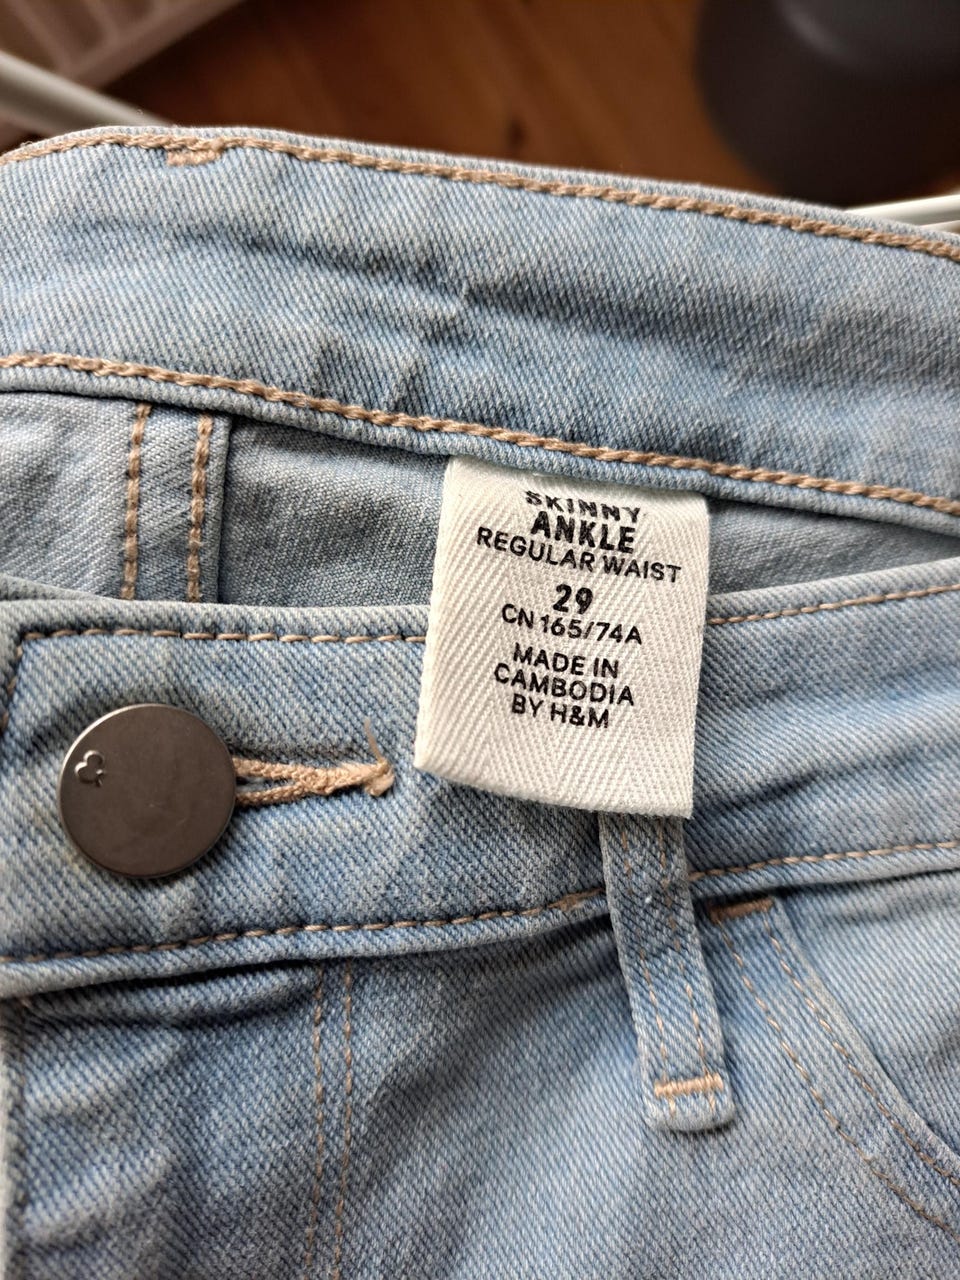 SKINNY
ANKLE
REGULAR WAIST
29
CN 165/74A
MADE IN
CAMBODIA
BY H&M